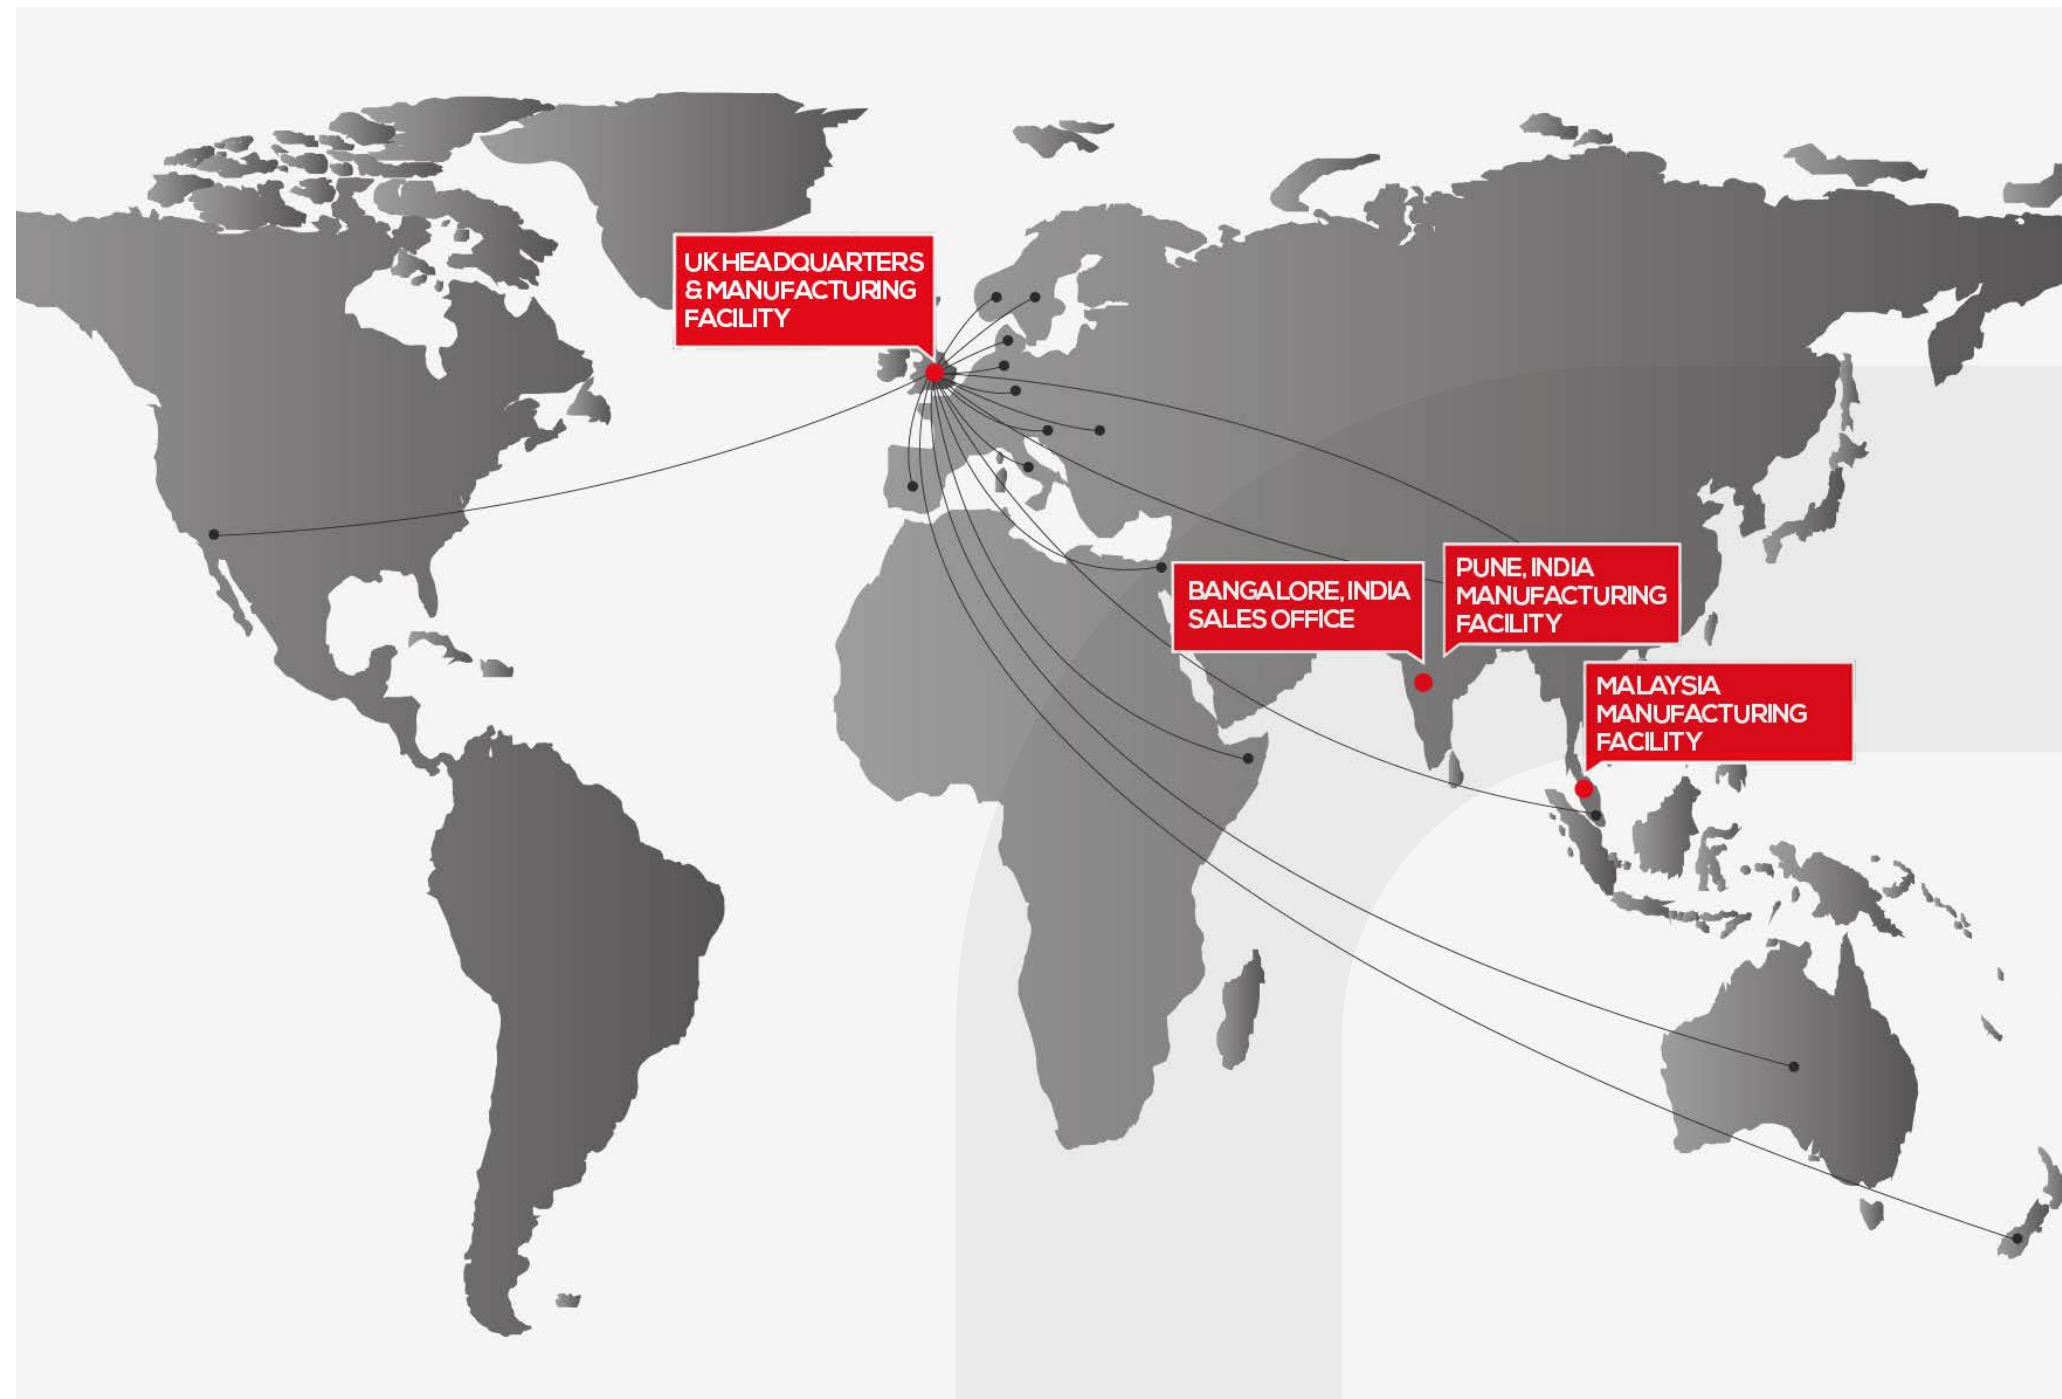 UK HEADQUARTERS
& MANUFACTURING
FACILITY
BANGALORE, INDIA
SALES OFFICE
PUNE, INDIA
MANUFACTURING
FACILITY
MALAYSIA
MANUFACTURING
FACILITY